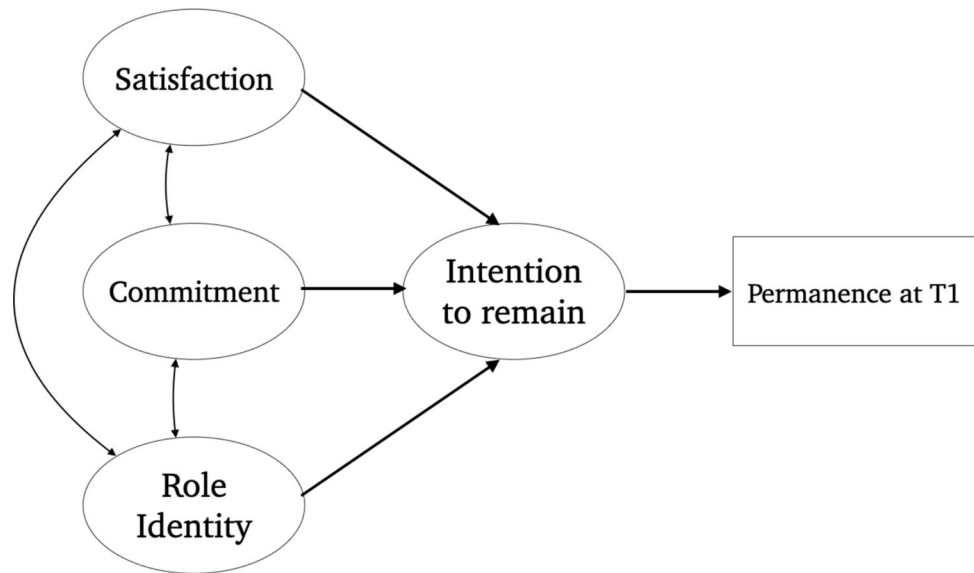 Satisfaction
Commitment
Intention
to remain
Permanence at T1
Role
Identity